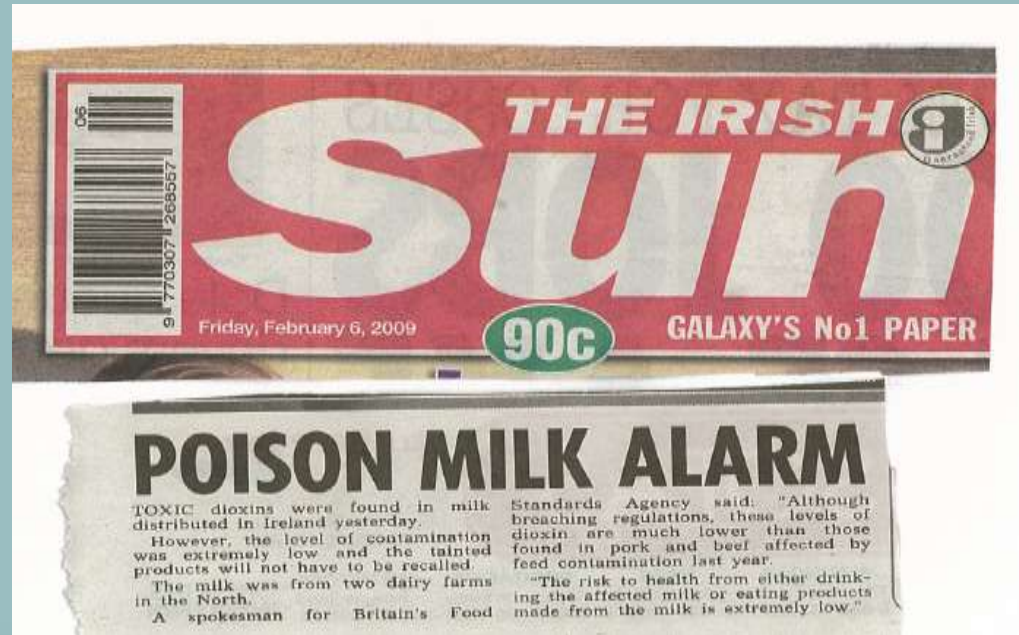 06
9 770307 268557
THE IRISH
Sun
Friday, February 6, 2009
90c
GALAXY'S No1 PAPER
POISON MILK ALARM
TOXIC dioxins were found in milk
distributed in Ireland yesterday.
However, the level of contamination
was extremely low and the tainted
products will not have to be recalled.
The milk was from two dairy farms
in the North.
A spokesman for Britain's Food
Standards Agency said: "Although
breaching regulations, these levels of
dioxin are much lower than those
found in pork and beef affected by
feed contamination last year.
"The risk to health from either drink-
ing the affected milk or eating products
made from the milk is extremely low."